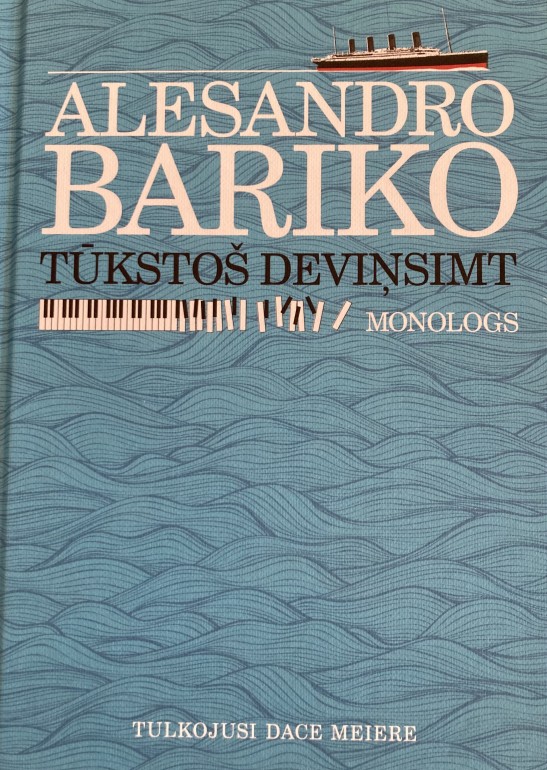 ALESANDRO
BARIKO
TŪKSTOŠ DEVIŅSIMT
MONOLOGS
TULKOJUSI DACE MEIERE